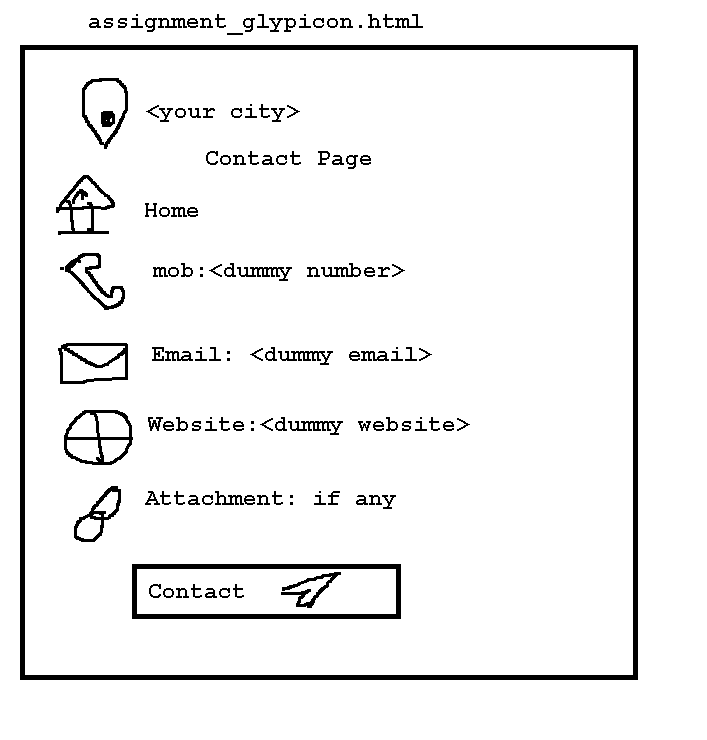 assignment_glypicon.html
<your city>
Contact Page
Home
mob:<dummy number>
Email: <dummy email>
Website:<dummy website>
Attachment: if any
Contact